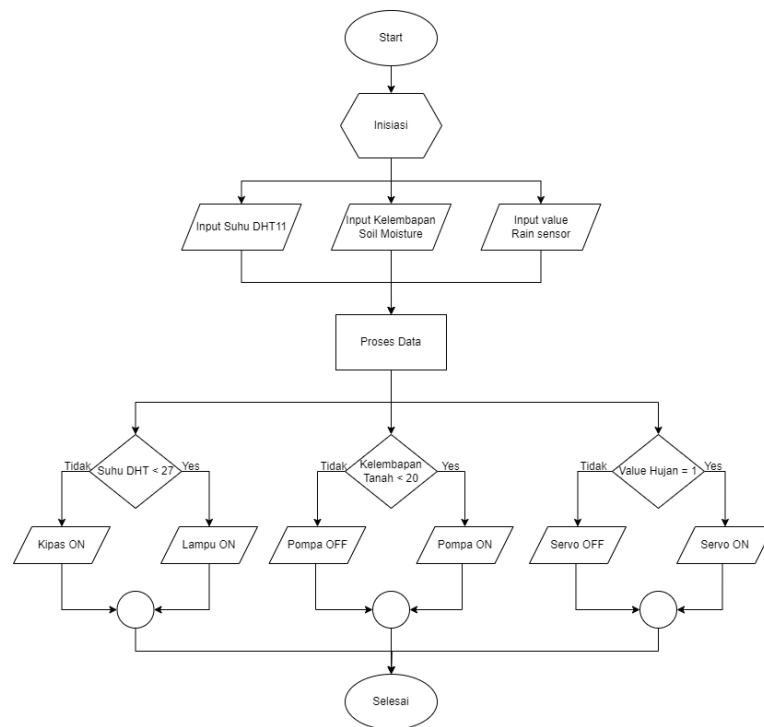 Start
Inisiasi
Input Suhu DHT11
Input Kelembapan
Soil Moisture
Input value
Rain sensor
Proses Data
Tidak
Suhu DHT < 27
Yes
Tidak
Kelembapan
Tanah < 20
Yes
Tidak
Value Hujan = 1
Yes
Kipas ON
Lampu ON
Pompa OFF
Pompa ON
Servo OFF
Servo ON
Selesai